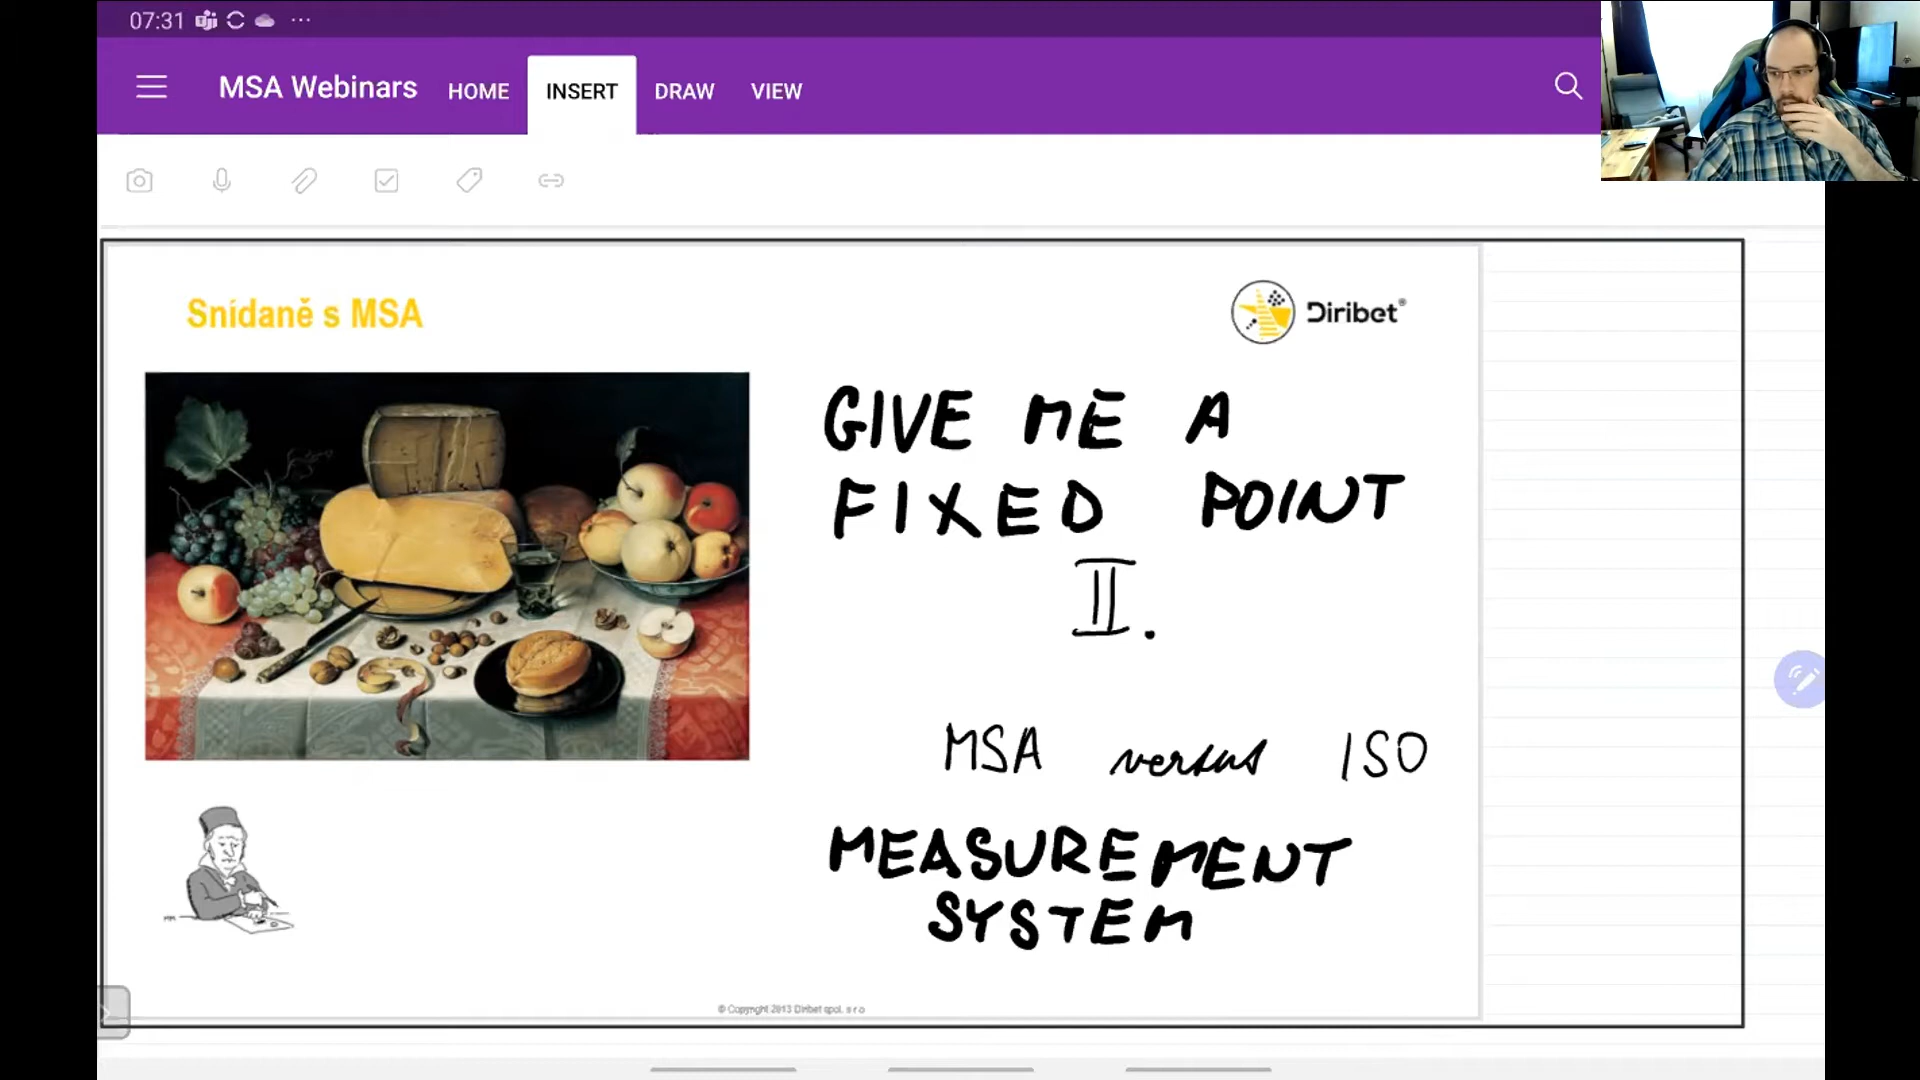 07:31
MSA Webinars HOME INSERT DRAW VIEW
Snídaně s MSA
Diribet®
GIVE ME A
FIXED POINT
II.
MSA versus ISO
MEASUREMENT
SYSTEM
© Copyright 2013 Diribet spol. s r o